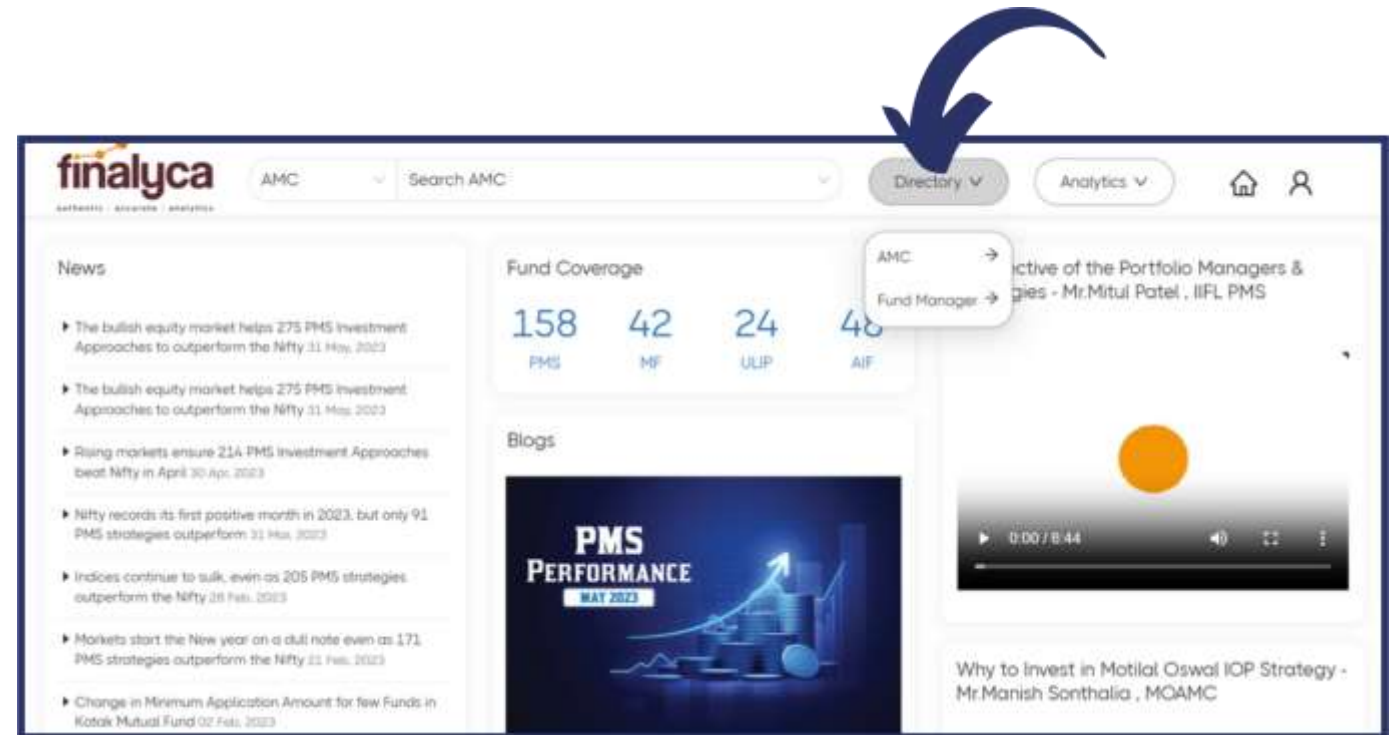 finalyca
authentic · accurate · analytics
AMC
Search AMC
Directory
Analytics
AMC
Fund Manager
News
The bullish equity market helps 275 PMS Investment
Approaches to outperform the Nifty 31 May, 2023
The bullish equity market helps 275 PMS Investment
Approaches to outperform the Nifty 31 May, 2023
Rising markets ensure 214 PMS Investment Approaches
beat Nifty in April 30 Apr, 2023
Nifty records its first positive month in 2023, but only 91
PMS strategies outperform 31 Mar, 2023
Indices continue to sulk, even as 205 PMS strategies
outperform the Nifty 28 Feb, 2023
Markets start the New year on a dull note even as 171
PMS strategies outperform the Nifty 21 Feb, 2023
Change in Minimum Application Amount for few Funds in
Kotak Mutual Fund 02 Feb, 2023
Fund Coverage
158 42 24 48
PMS MF ULIP AIF
Blogs
PMS
PERFORMANCE
MAY 2023
ective of the Portfolio Managers &
gies - Mr.Mitul Patel , IIFL PMS
0:00 / 8:44
Why to Invest in Motilal Oswal IOP Strategy -
Mr.Manish Sonthalia , MOAMC